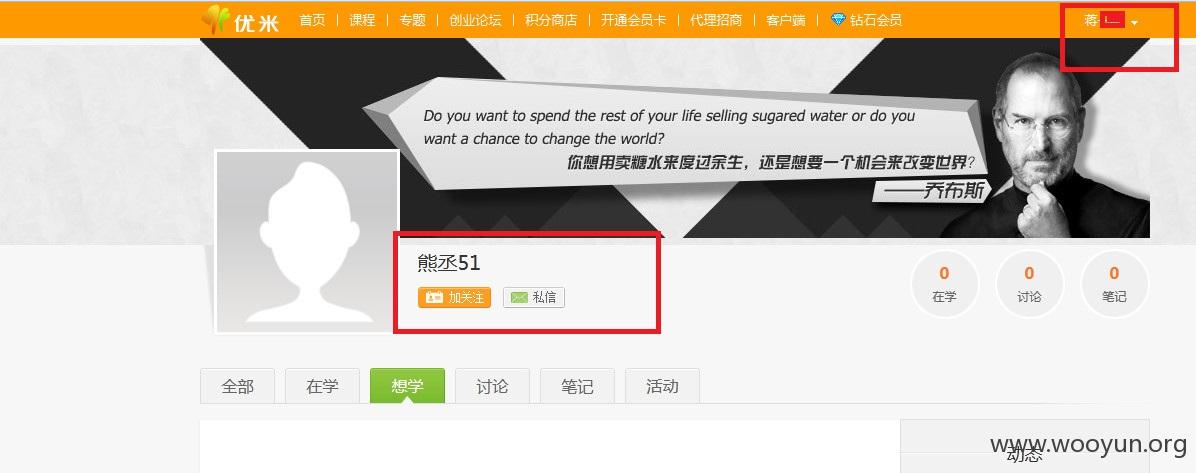 优米 首页 课程 专题 创业论坛 积分商店 开通会员卡 代理招商 客户端 钻石会员 蒋
Do you want to spend the rest of your life selling sugared water or do you
want a chance to change the world?
你想用卖糖水来度过余生，还是想要一个机会来改变世界?
——乔布斯
熊丞51
加关注 私信
0 0 0
在学 讨论 笔记
全部 在学 想学 讨论 笔记 活动
动态
www.wooyun.org